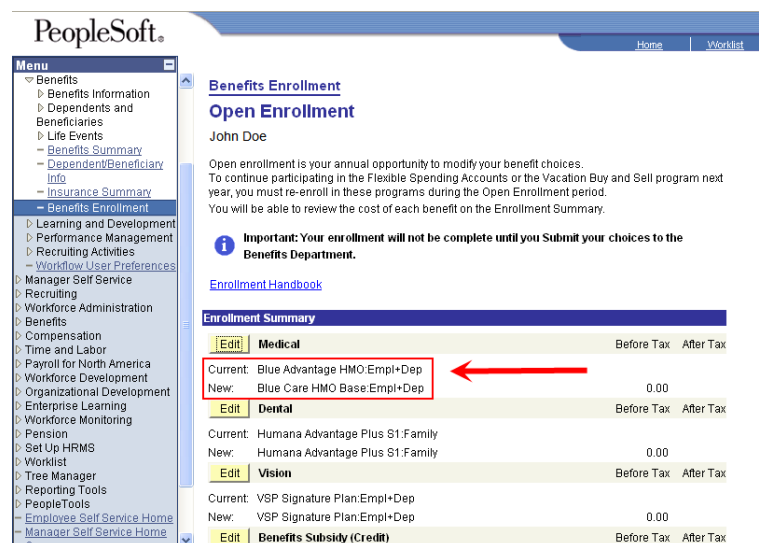 PeopleSoft.
Home
Worklist
Menu
Benefits
Benefits Information
Dependents and
Beneficiaries
Life Events
Benefits Summary
Dependent/Beneficiary
Info
Insurance Summary
Benefits Enrollment
Learning and Development
Performance Management
Recruiting Activities
Workflow User Preferences
Manager Self Service
Recruiting
Workforce Administration
Benefits
Compensation
Time and Labor
Payroll for North America
Workforce Development
Organizational Development
Enterprise Learning
Workforce Monitoring
Pension
Set Up HRMS
Worklist
Tree Manager
Reporting Tools
PeopleTools
Employee Self Service Home
Manager Self Service Home
Benefits Enrollment
Open Enrollment
John Doe
Open enrollment is your annual opportunity to modify your benefit choices.
To continue participating in the Flexible Spending Accounts or the Vacation Buy and Sell program next
year, you must re-enroll in these programs during the Open Enrollment period.
You will be able to review the cost of each benefit on the Enrollment Summary.
Important: Your enrollment will not be complete until you Submit your choices to the
Benefits Department.
Enrollment Handbook
Enrollment Summary
Edit Medical Before Tax After Tax
Current: Blue Advantage HMO:Empl+Dep
New: Blue Care HMO Base:Empl+Dep 0.00
Edit Dental Before Tax After Tax
Current: Humana Advantage Plus S1:Family
New: Humana Advantage Plus S1:Family 0.00
Edit Vision Before Tax After Tax
Current: VSP Signature Plan:Empl+Dep
New: VSP Signature Plan:Empl+Dep 0.00
Edit Benefits Subsidy (Credit) Before Tax After Tax